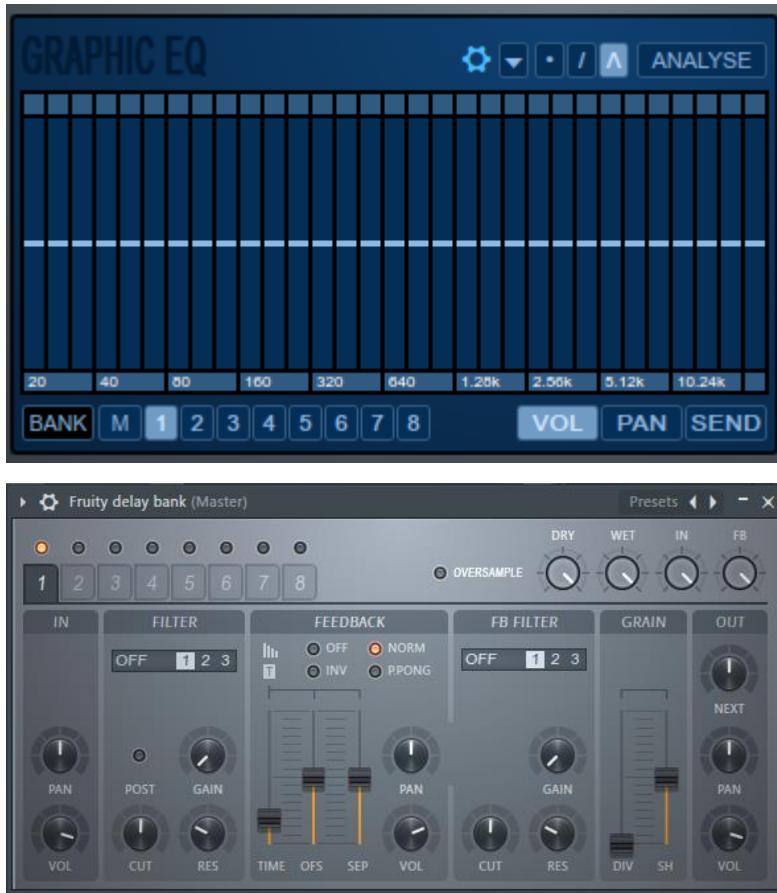 GRAPHIC EQ
ANALYSE
20 40 80 160 320 640 1.28k 2.56k 5.12k 10.24k
BANK M 1 2 3 4 5 6 7 8 VOL PAN SEND
Fruity delay bank (Master) Presets
DRY WET IN FB
OVERSAMPLE
1 2 3 4 5 6 7 8
IN FILTER FEEDBACK FB FILTER GRAIN OUT
OFF NORM
OFF 1 2 3 OFF 1 2 3
T INV P.PONG
NEXT
PAN POST GAIN PAN GAIN PAN
VOL CUT RES TIME OFS SEP VOL CUT RES DIV SH VOL